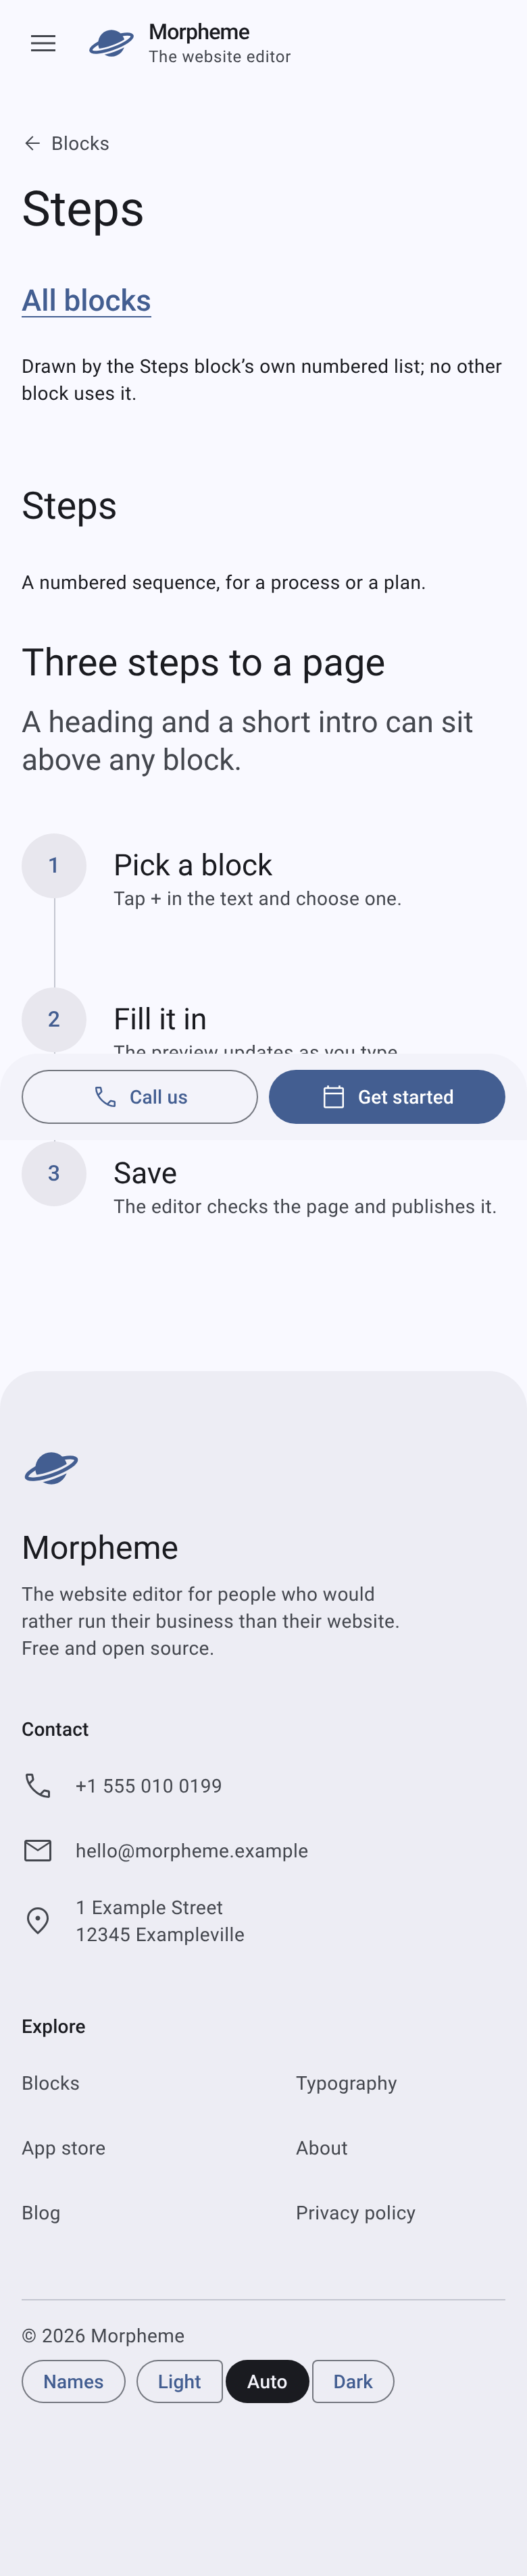 Morpheme
The website editor
Blocks
Steps
All blocks
Drawn by the Steps block’s own numbered list; no other
block uses it.
Steps
A numbered sequence, for a process or a plan.
Three steps to a page
A heading and a short intro can sit
above any block.
1
Pick a block
Tap + in the text and choose one.
2
Fill it in
The preview updates as you type.
Call us
Get started
3
Save
The editor checks the page and publishes it.
Morpheme
The website editor for people who would
rather run their business than their website.
Free and open source.
Contact
+1 555 010 0199
hello@morpheme.example
1 Example Street
12345 Exampleville
Explore
Blocks
Typography
App store
About
Blog
Privacy policy
© 2026 Morpheme
Names
Light
Auto
Dark